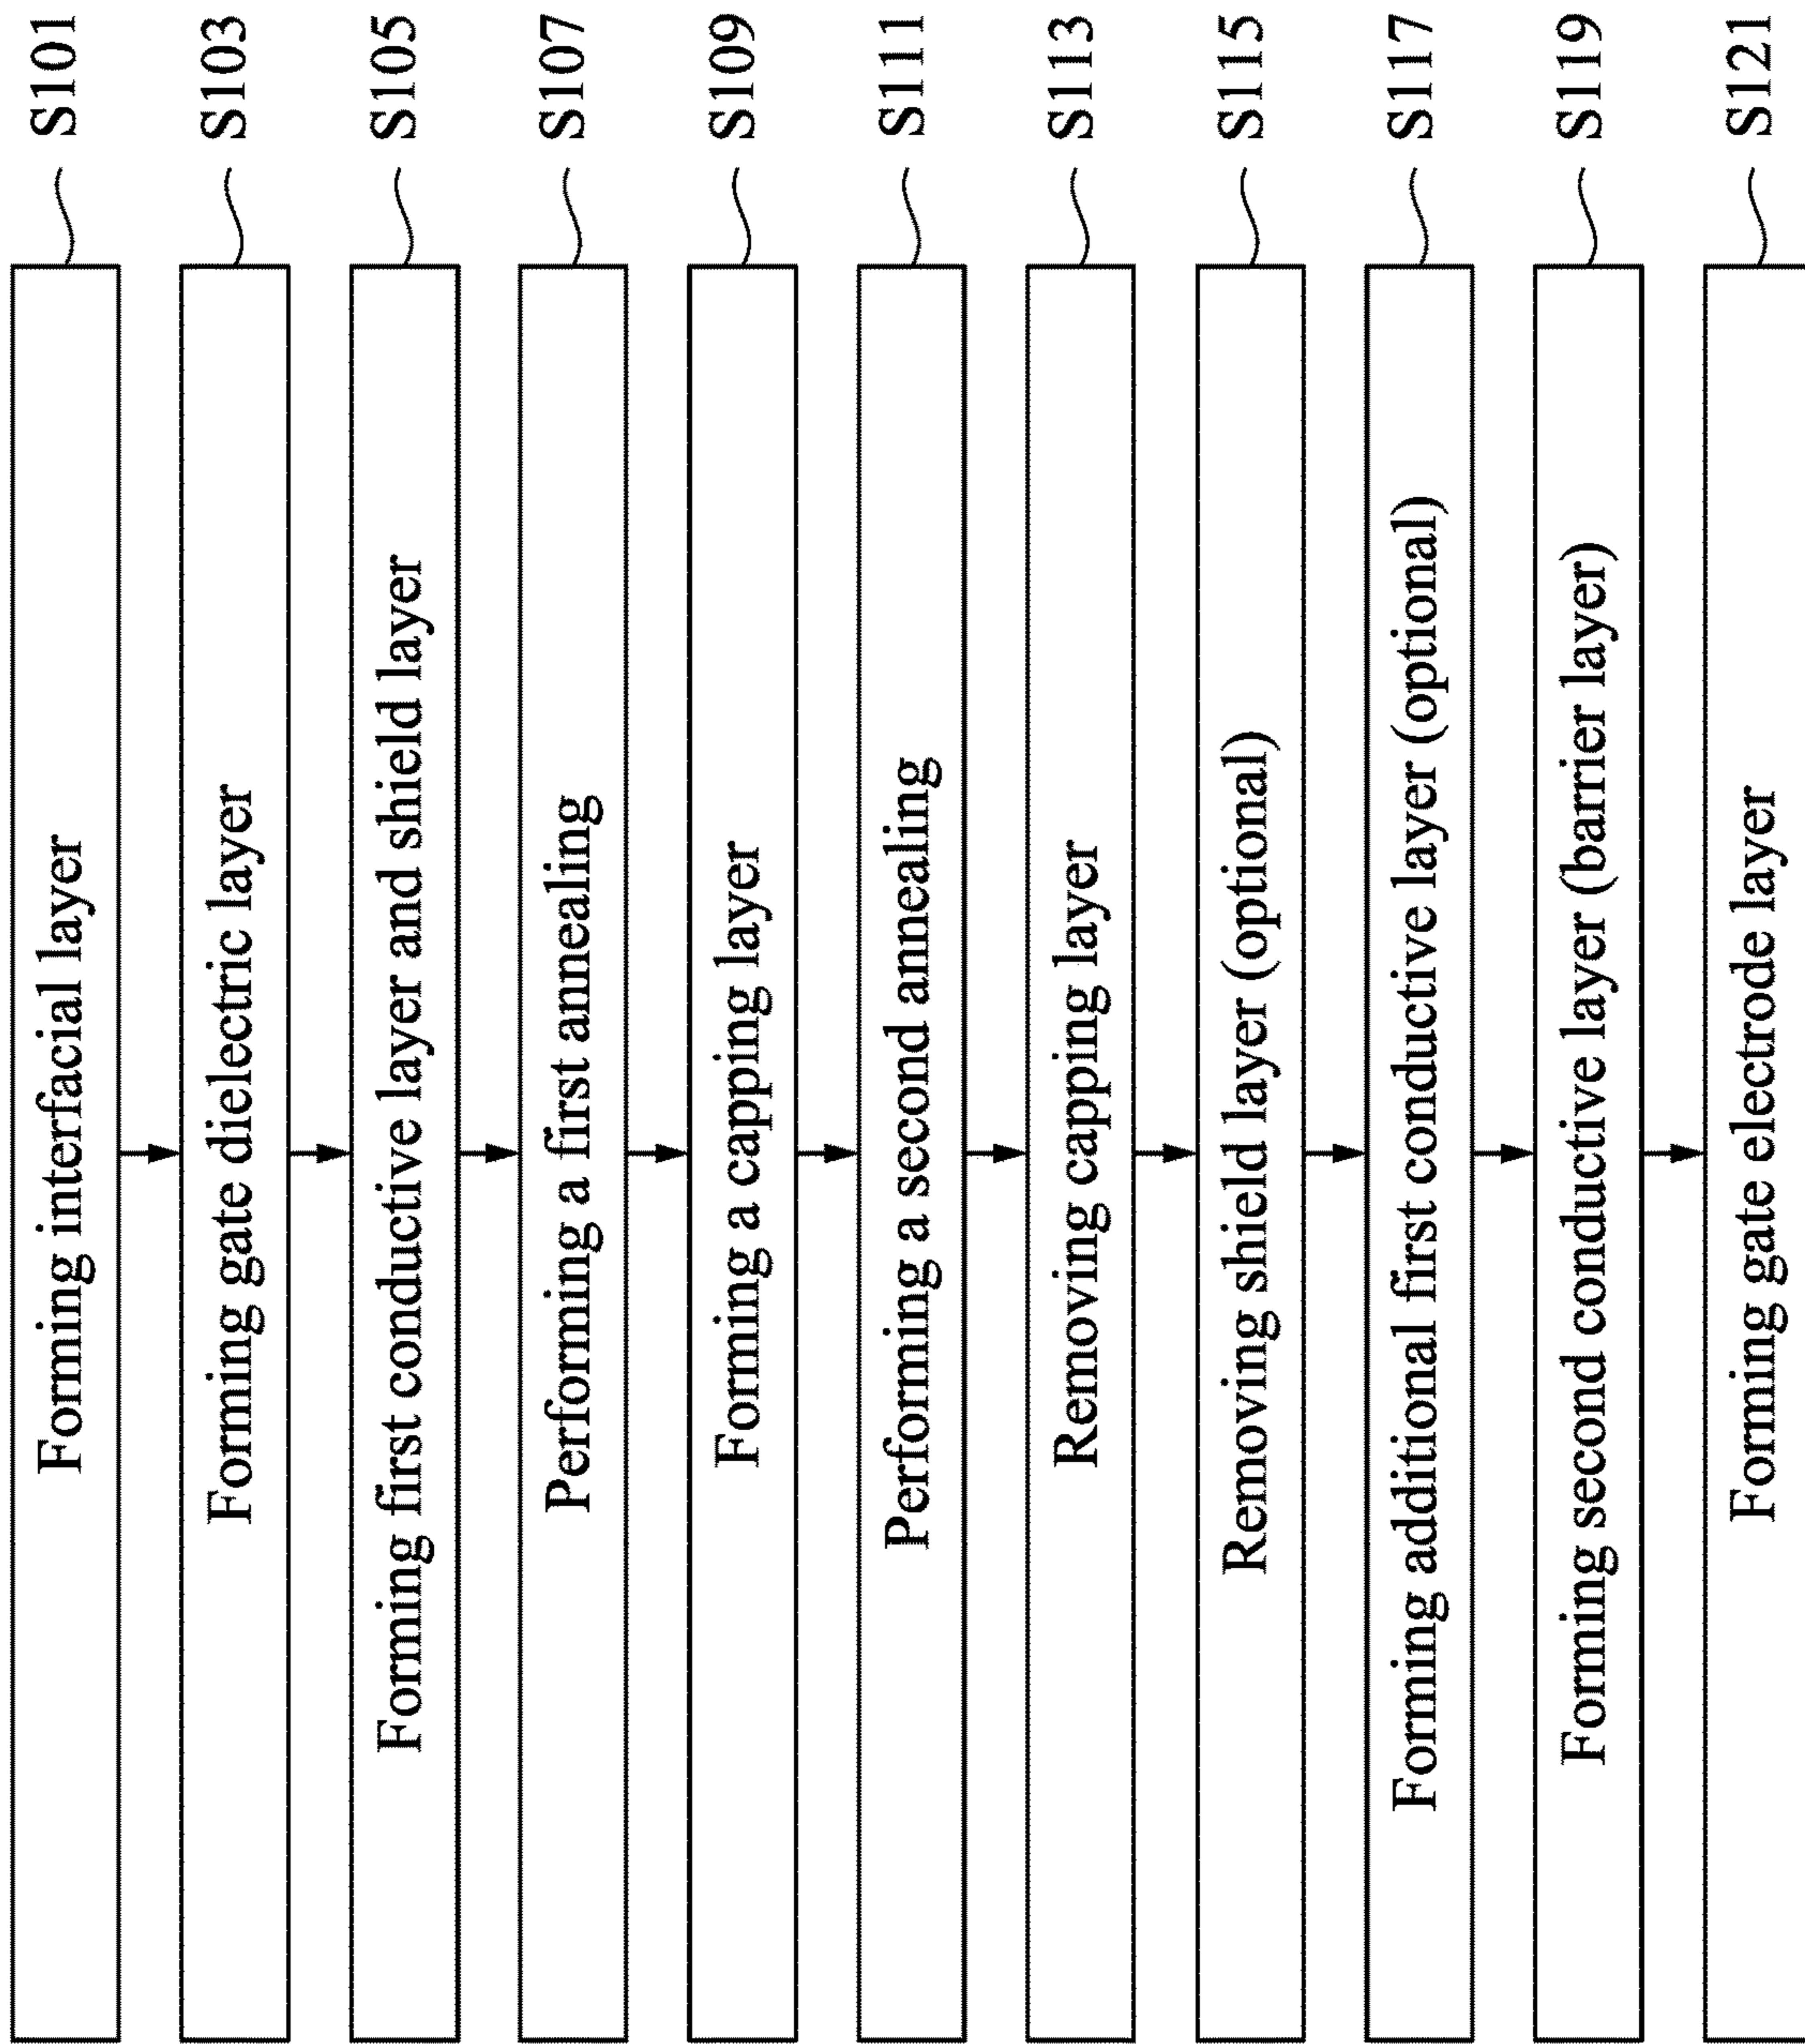 Forming interfacial layer S101
Forming gate dielectric layer S103
Forming first conductive layer and shield layer S105
Performing a first annealing S107
Forming a capping layer S109
Performing a second annealing S111
Removing capping layer S113
Removing shield layer (optional) S115
Forming additional first conductive layer (optional) S117
Forming second conductive layer (barrier layer) S119
Forming gate electrode layer S121